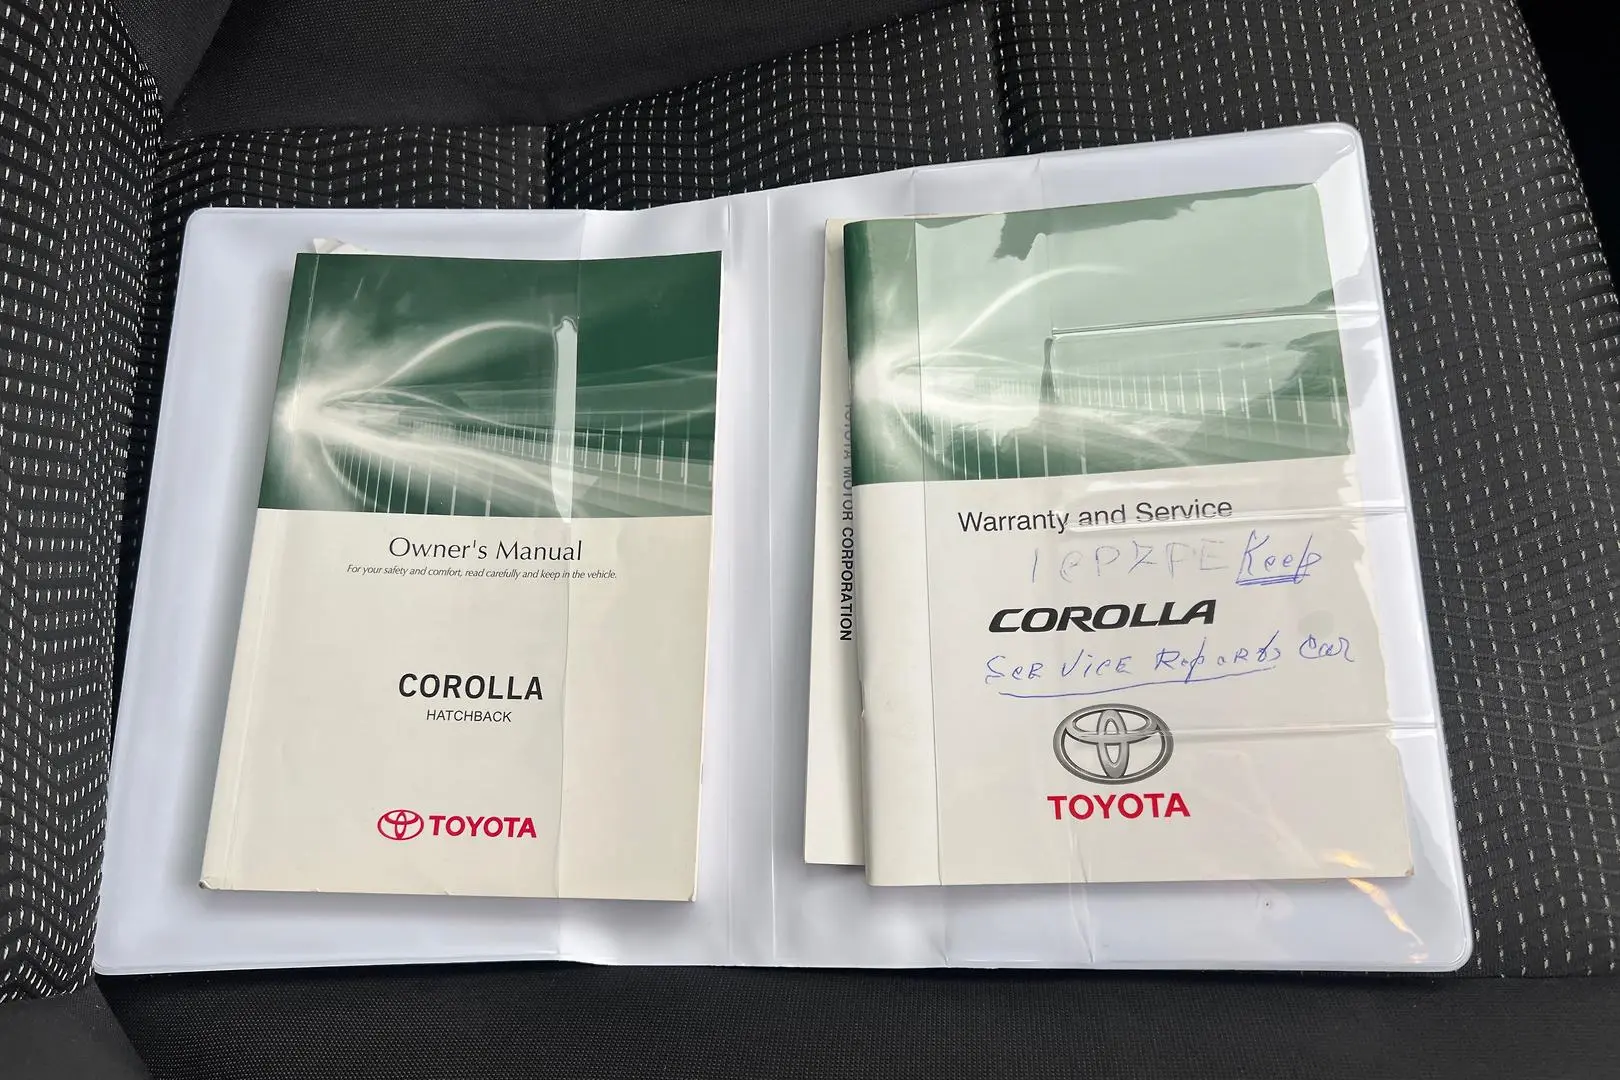 Owner's Manual
For your safety and comfort, read carefully and keep in the vehicle.
COROLLA
HATCHBACK
TOYOTA
TOYOTA MOTOR CORPORATION
Warranty and Service
Keep
COROLLA
SERVICE REPORTS Car
TOYOTA